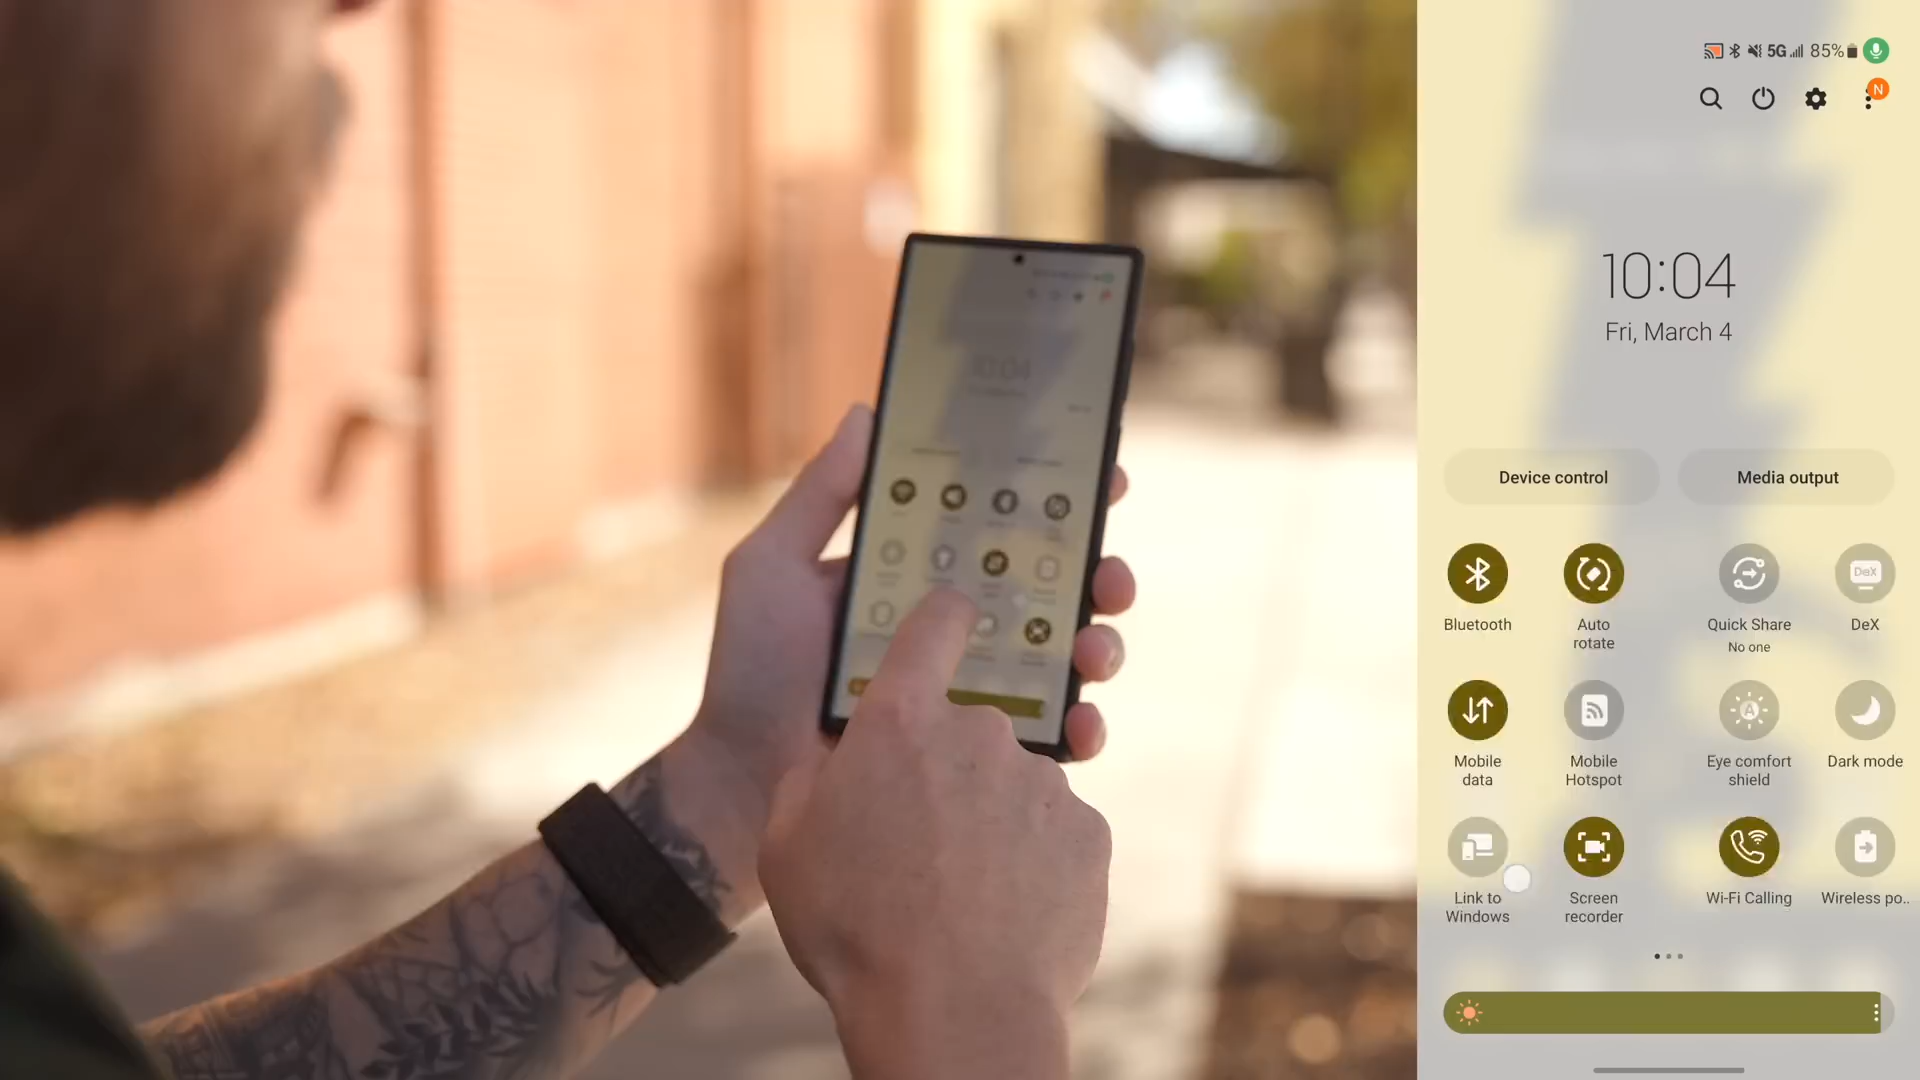 5G 85%
N
10:04
Fri, March 4
Device control Media output
Bluetooth Auto rotate Quick Share No one DeX DeX
Mobile data Mobile Hotspot A Eye comfort shield Dark mode
Link to Windows Screen recorder Wi-Fi Calling Wireless po..
10:04